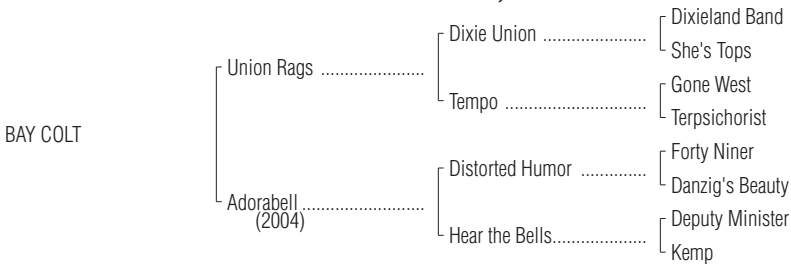 Dixieland Band
Dixie Union ......................
She's Tops
Union Rags ......................
Gone West
Tempo ..............................
Terpsichorist
BAY COLT
Forty Niner
Distorted Humor ..............
Danzig's Beauty
Adorabell ..........................
(2004)
Deputy Minister
Hear the Bells....................
Kemp